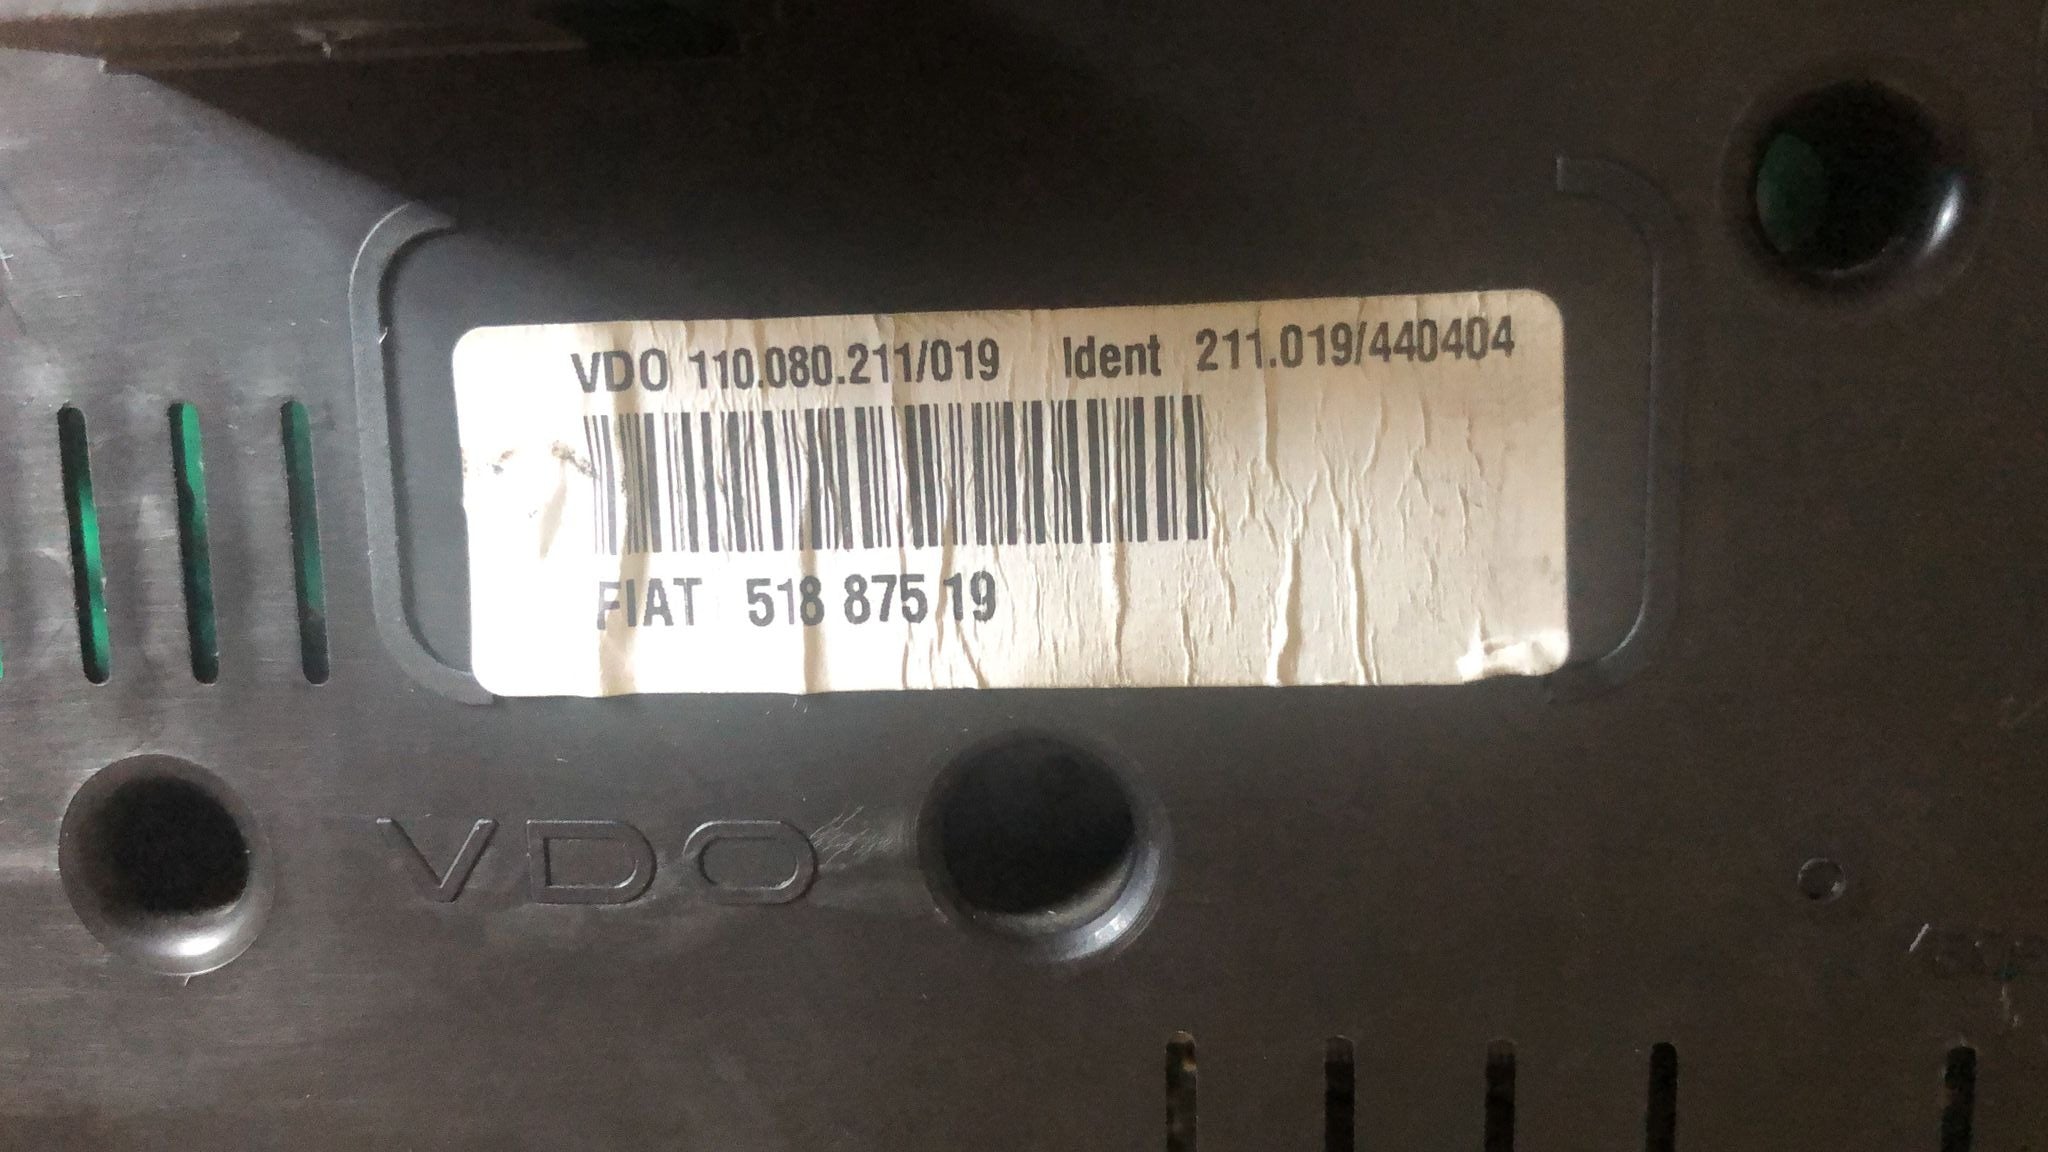 VDO 110.080.211/019 Ident 211.019/440404
FIAT 518 875 19
VDO